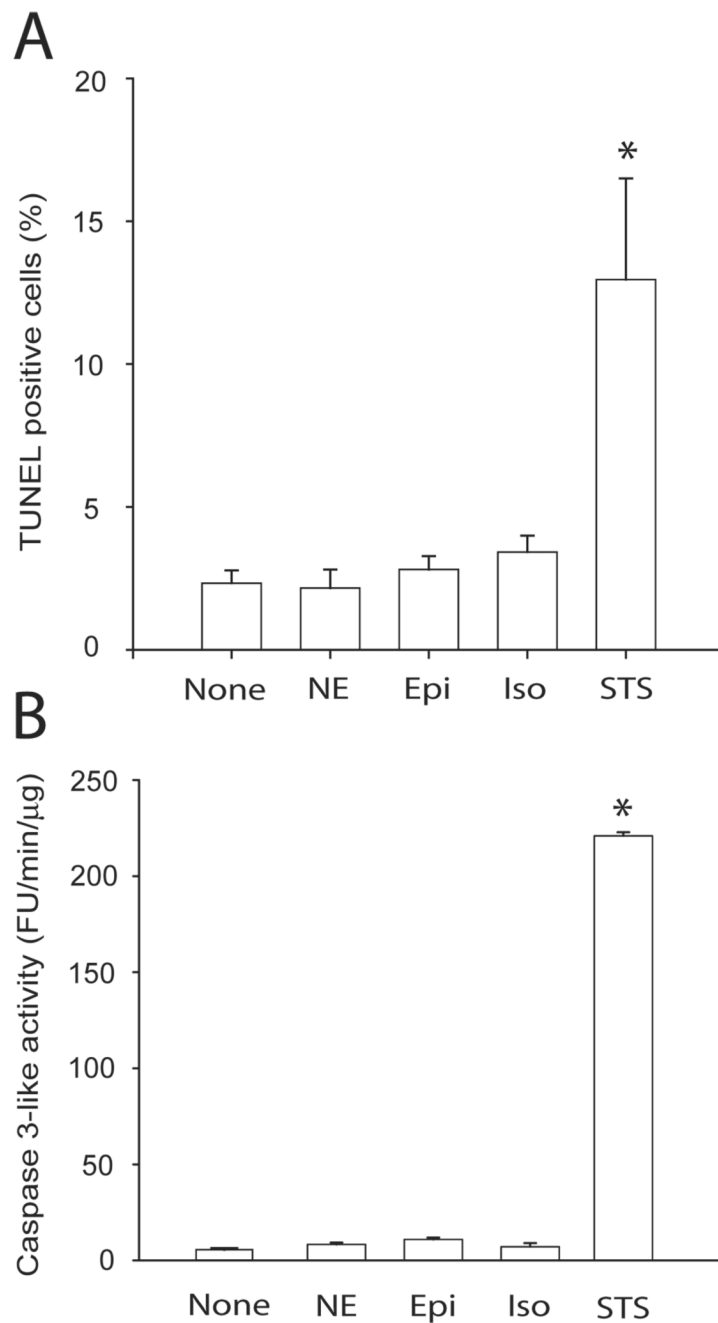 A
TUNEL positive cells (%)
20
15
10
5
0
*
None NE Epi Iso STS
B
Caspase 3-like activity (FU/min/μg)
250
200
150
100
50
0
*
None NE Epi Iso STS